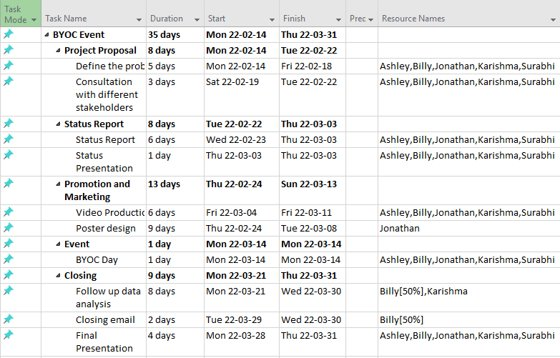 Task Mode Task Name Duration Start Finish Prec Resource Names
BYOC Event 35 days Mon 22-02-14 Thu 22-03-31
Project Proposal 8 days Mon 22-02-14 Tue 22-02-22
Define the prob 5 days Mon 22-02-14 Fri 22-02-18 Ashley,Billy,Jonathan,Karishma,Surabhi
Consultation with different stakeholders 3 days Sat 22-02-19 Tue 22-02-22 Ashley,Billy,Jonathan,Karishma,Surabhi
Status Report 8 days Tue 22-02-22 Thu 22-03-03
Status Report 6 days Wed 22-02-23 Thu 22-03-03 Ashley,Billy,Jonathan,Karishma,Surabhi
Status Presentation 1 day Thu 22-03-03 Thu 22-03-03 Ashley,Billy,Jonathan,Karishma,Surabhi
Promotion and Marketing 13 days Thu 22-02-24 Sun 22-03-13
Video Productic 6 days Fri 22-03-04 Fri 22-03-11 Ashley,Billy,Jonathan,Karishma,Surabhi
Poster design 9 days Thu 22-02-24 Tue 22-03-08 Jonathan
Event 1 day Mon 22-03-14 Mon 22-03-14
BYOC Day 1 day Mon 22-03-14 Mon 22-03-14 Ashley,Billy,Jonathan,Karishma,Surabhi
Closing 9 days Mon 22-03-21 Thu 22-03-31
Follow up data analysis 8 days Mon 22-03-21 Wed 22-03-30 Billy[50%],Karishma
Closing email 2 days Tue 22-03-29 Wed 22-03-30 Billy[50%]
Final Presentation 4 days Mon 22-03-28 Thu 22-03-31 Ashley,Billy,Jonathan,Karishma,Surabhi